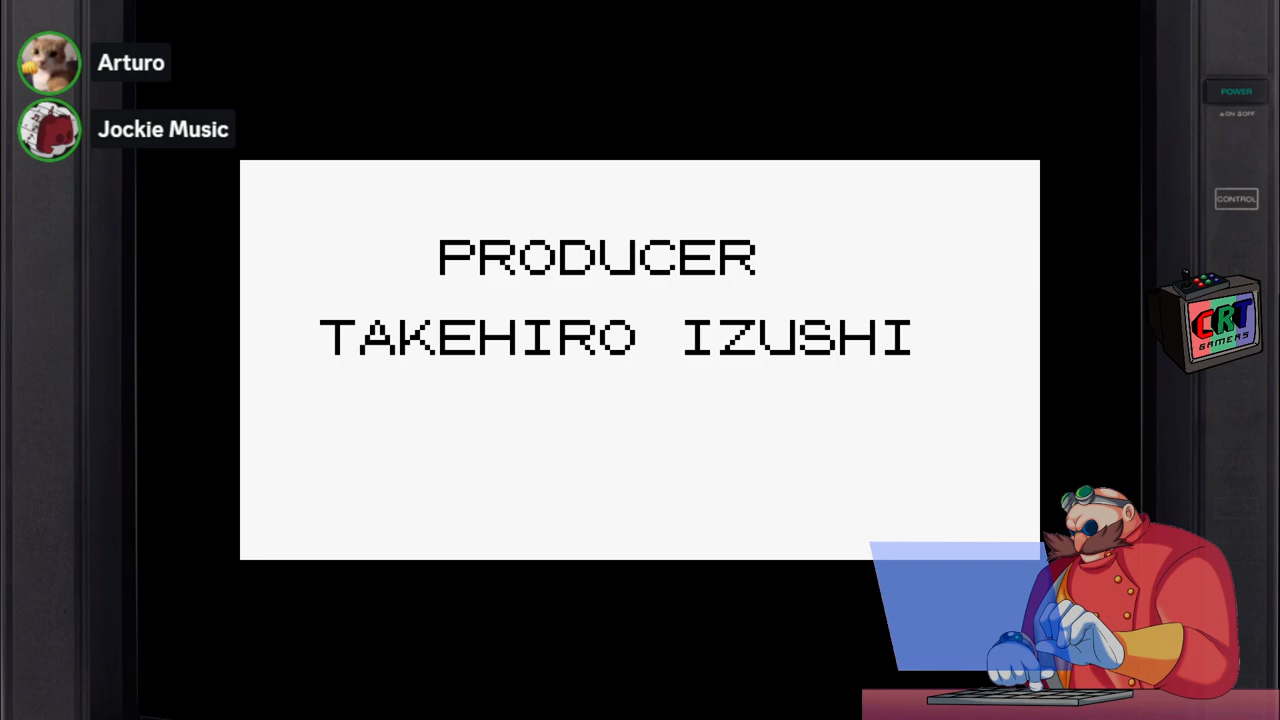 Arturo
Jockie Music
POWER
CONTROL
PRODUCER
TAKEHIRO IZUSHI
CRT
GAMERS